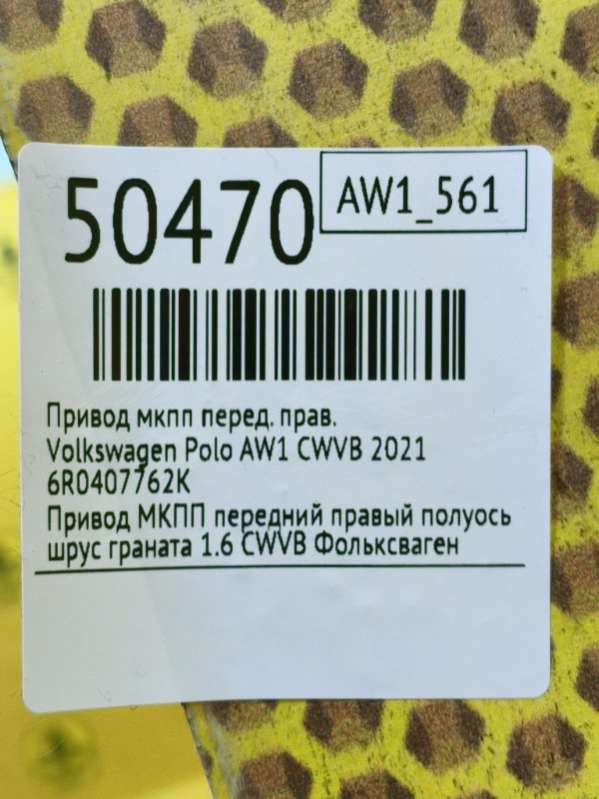 50470
AW1_561
Привод мкпп перед. прав.
Volkswagen Polo AW1 CWVB 2021
6R0407762K
Привод МКПП передний правый полуось
шрус граната 1.6 CWVB Фольксваген